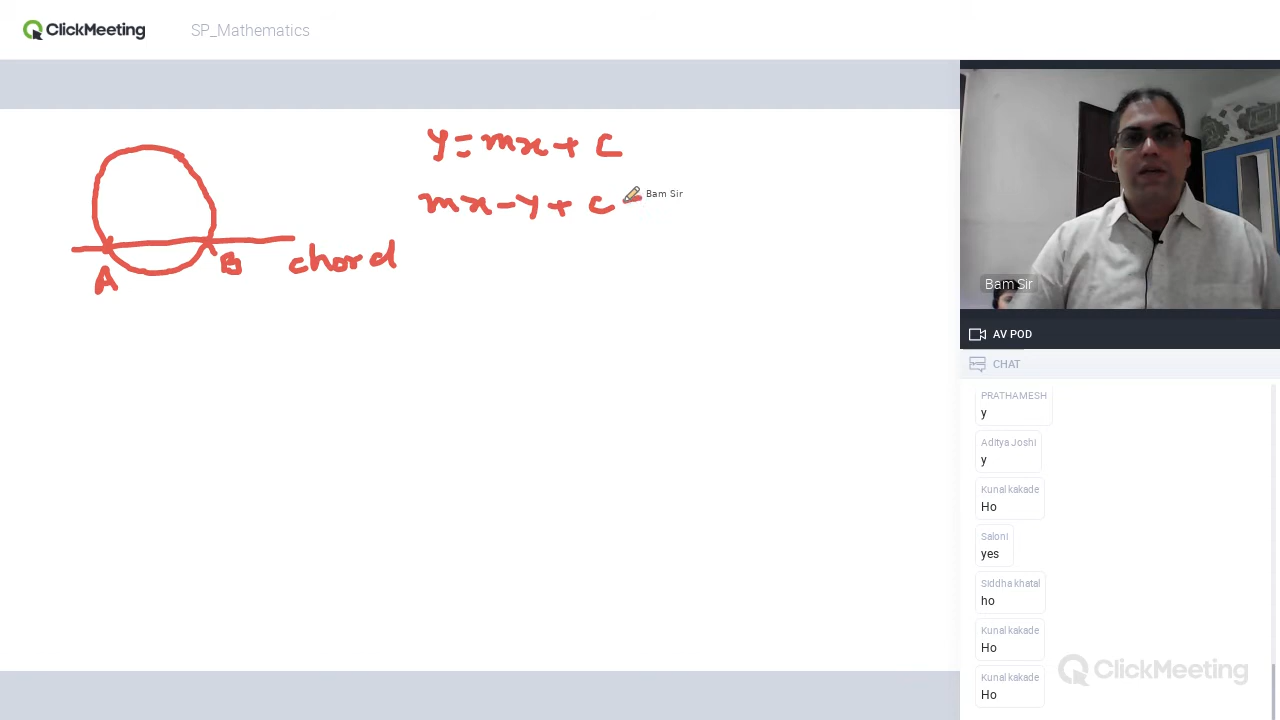 ClickMeeting
SP_Mathematics
y = mx + c
mx - y + c
Bam Sir
A
B
chord
Bam Sir
AV POD
CHAT
PRATHAMESH
y
Aditya Joshi
y
Kunal kakade
Ho
Saloni
yes
Siddha khatal
ho
Kunal kakade
Ho
Kunal kakade
Ho
ClickMeeting